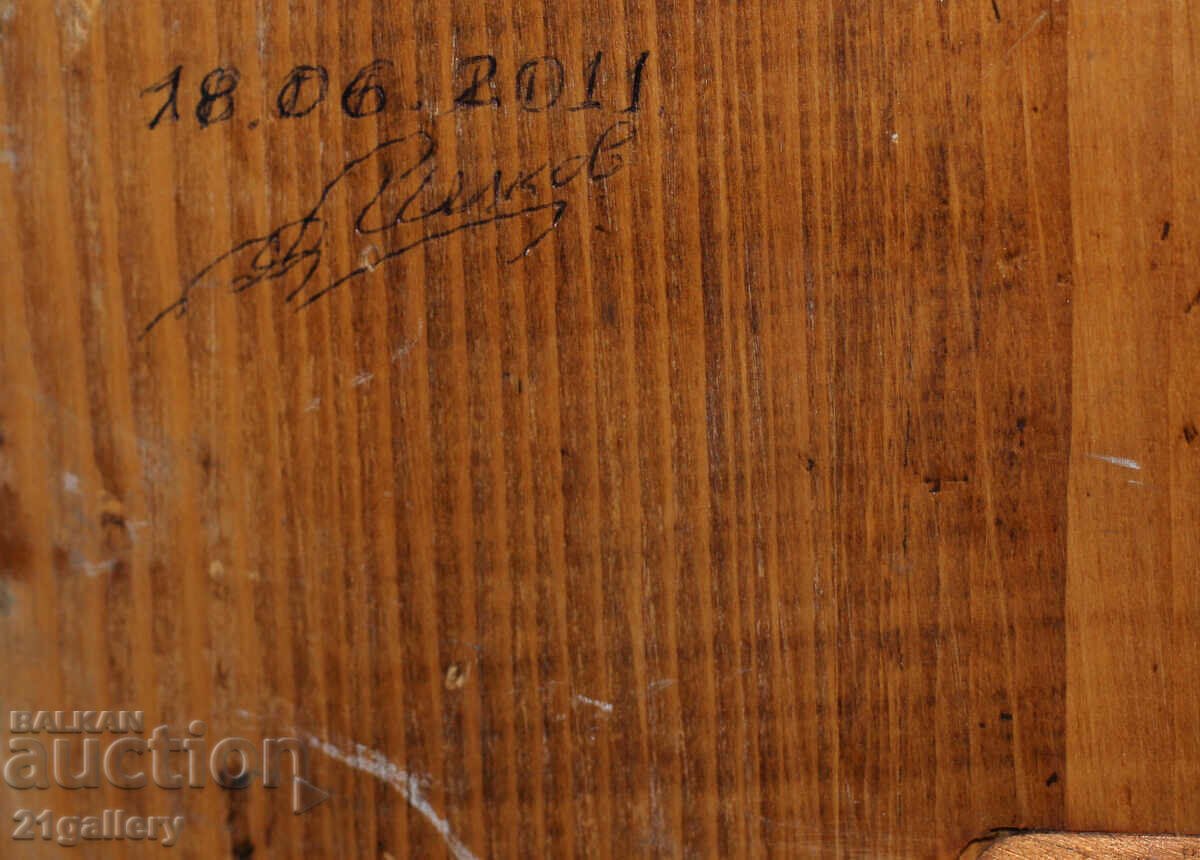 18.06.2011
BALKAN
auction
21gallery